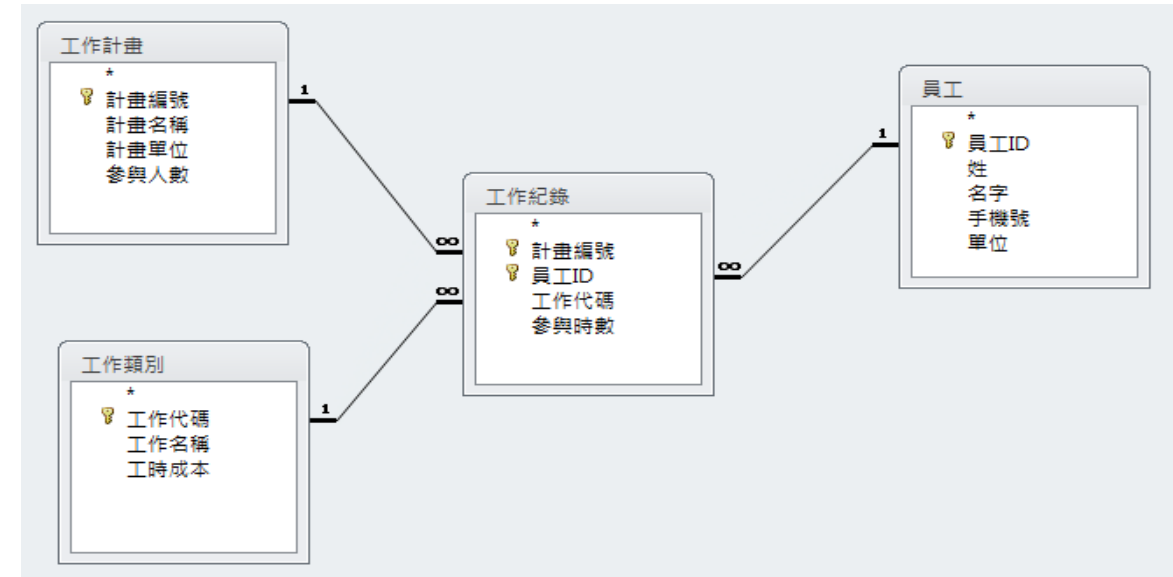 工作計畫
*
計畫編號
計畫名稱
計畫單位
參與人數
1
員工
*
員工ID
姓
名字
手機號
單位
1
工作紀錄
*
計畫編號
員工ID
工作代碼
參與時數
∞
∞
∞
工作類別
*
工作代碼
工作名稱
工時成本
1